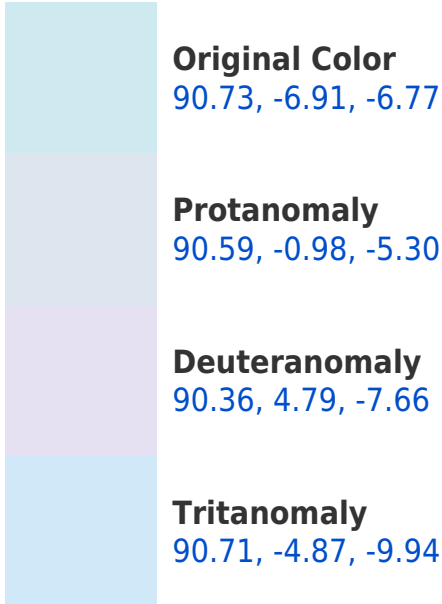 Original Color
90.73, -6.91, -6.77
Protanomaly
90.59, -0.98, -5.30
Deuteranomaly
90.36, 4.79, -7.66
Tritanomaly
90.71, -4.87, -9.94